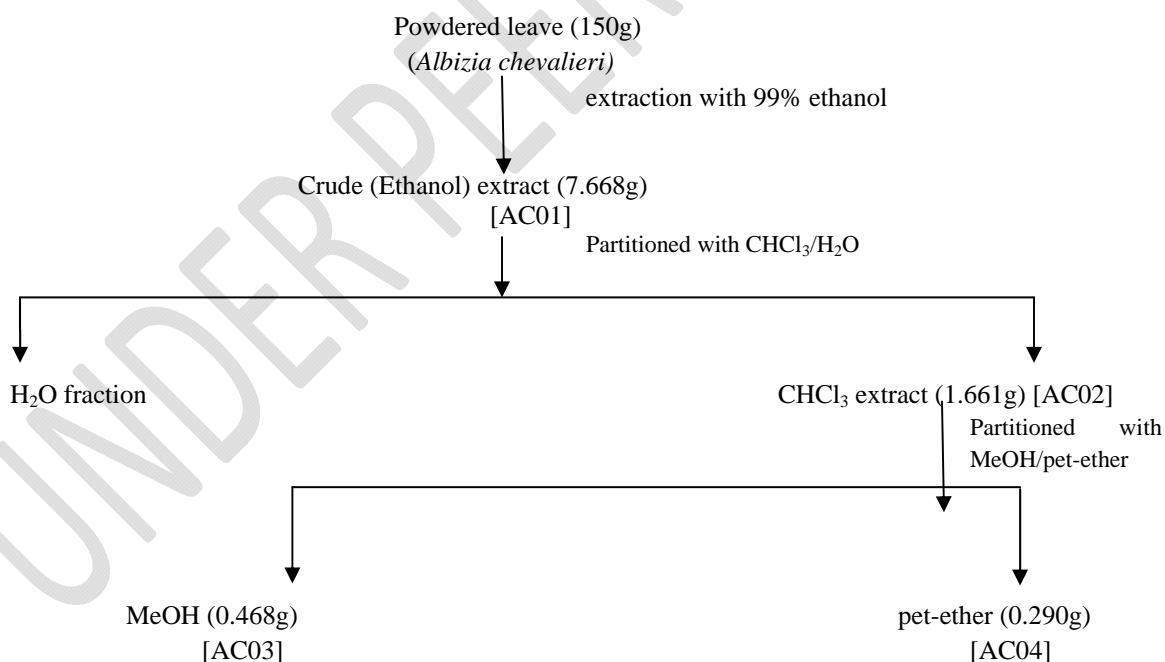 Powdered leave (150g)
(Albizia chevalieri)
extraction with 99% ethanol
Crude (Ethanol) extract (7.668g)
[AC01]
Partitioned with CHCl₃/H₂O
H₂O fraction
CHCl₃ extract (1.661g) [AC02]
Partitioned with
MeOH/pet-ether
MeOH (0.468g)
[AC03]
pet-ether (0.290g)
[AC04]
UNDER PEE